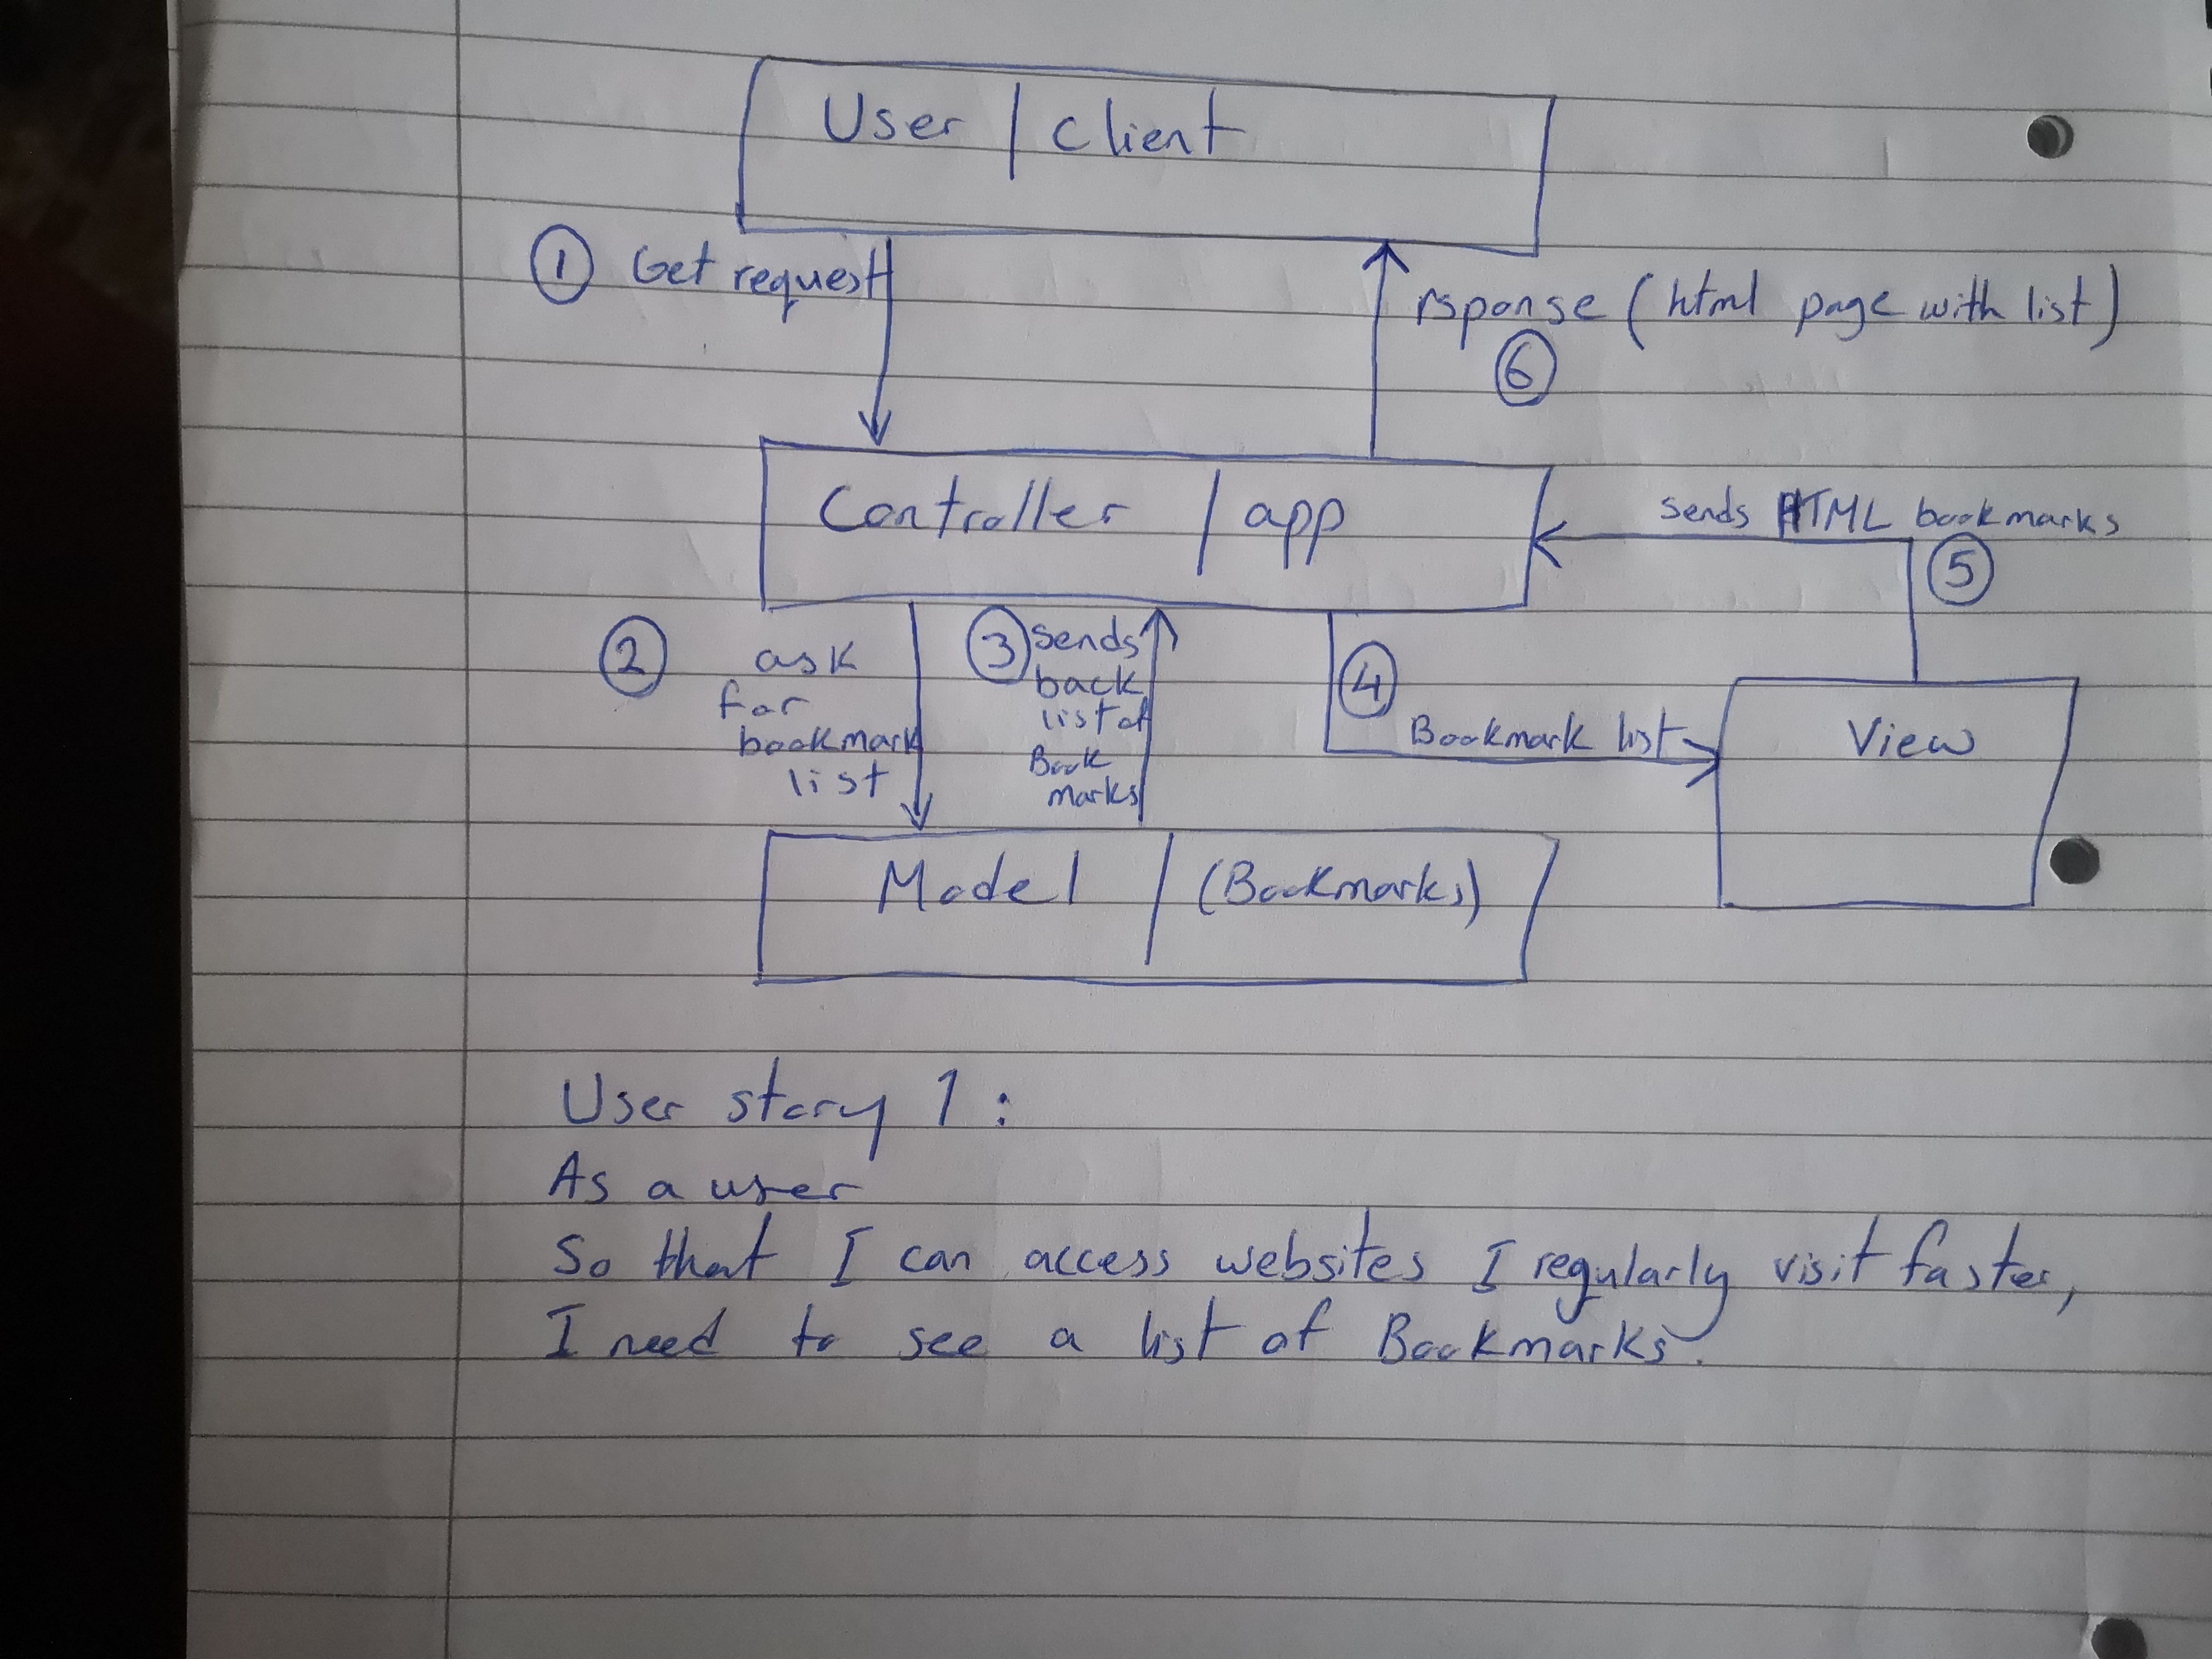 User / client
① Get request
rsponse (html page with list)
⑥
Controller / app
sends HTML bookmarks
⑤
② ask
for
bookmark
list
③ sends
back
list of
Book
marks
④
Bookmark list
View
Model / (Bookmarks)
User story 1 :
As a user
So that I can access websites I regularly visit faster,
I need to see a list of Bookmarks.